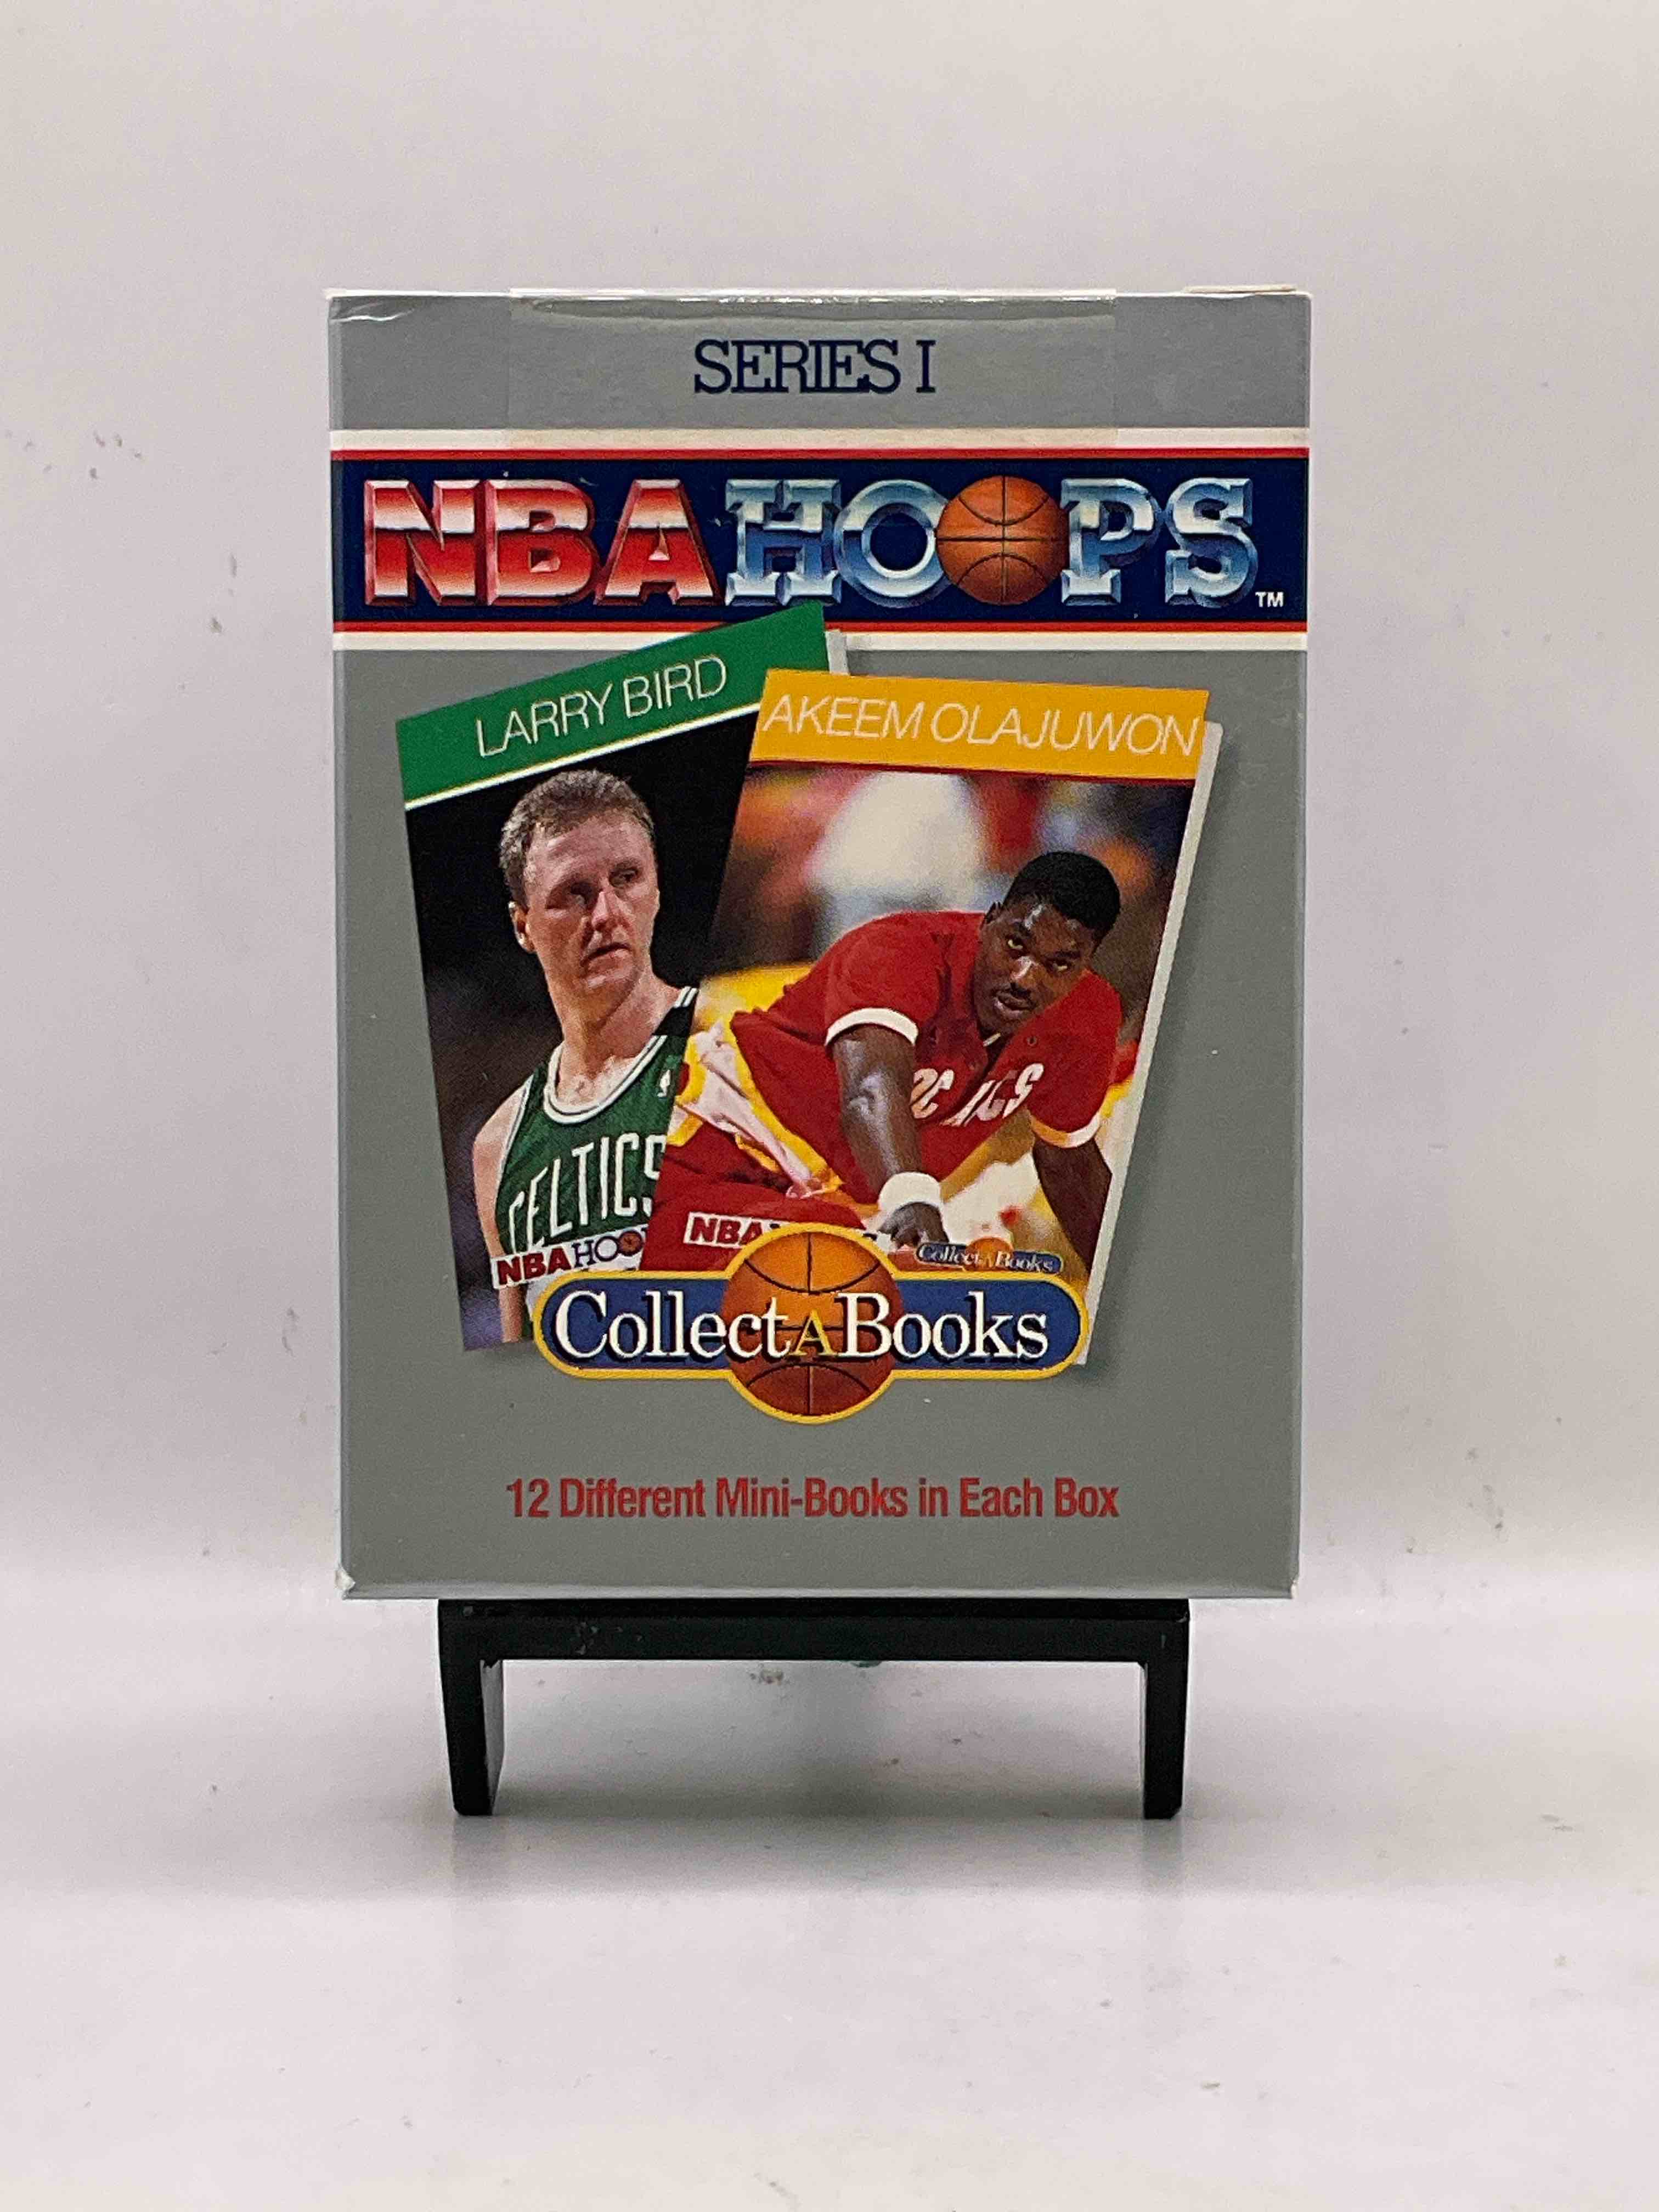 SERIES I
NBA HOOPS TM
LARRY BIRD
AKEEM OLAJUWON
CELTICS
NBA HOO
NBA
Collect A Books
Collect A Books
12 Different Mini-Books in Each Box